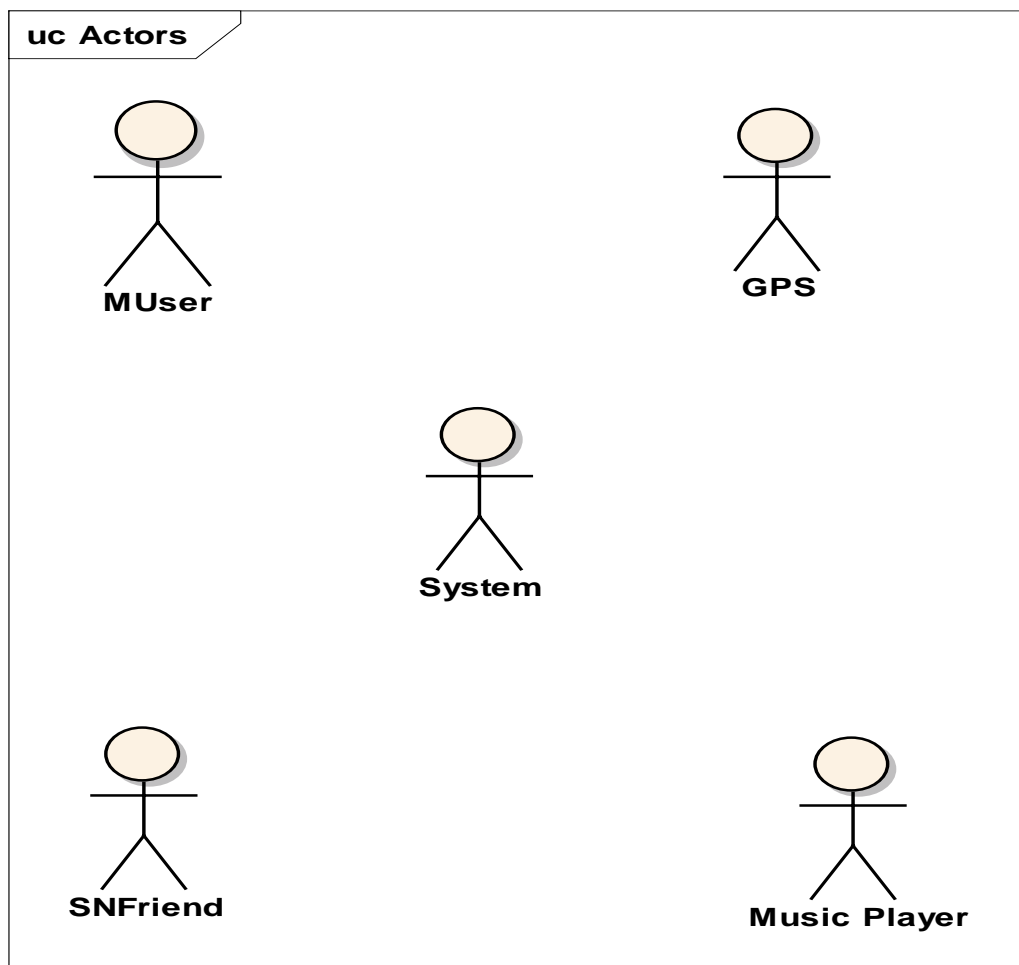 uc Actors
MUser
GPS
System
SNFriend
Music Player